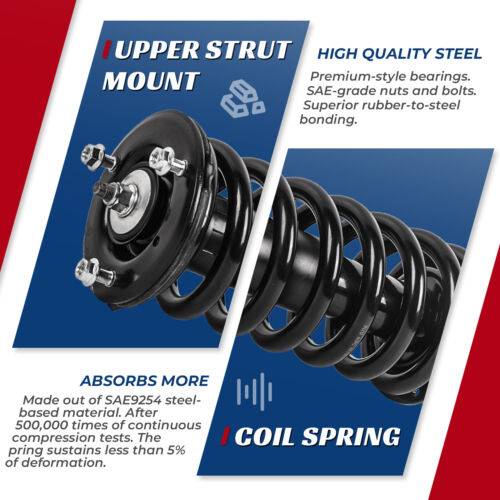 UPPER STRUT
MOUNT
HIGH QUALITY STEEL
Premium-style bearings.
SAE-grade nuts and bolts.
Superior rubber-to-steel
bonding.
ABSORBS MORE
Made out of SAE9254 steel-
based material. After
500,000 times of continuous
compression tests. The
pring sustains less than 5%
of deformation.
COIL SPRING